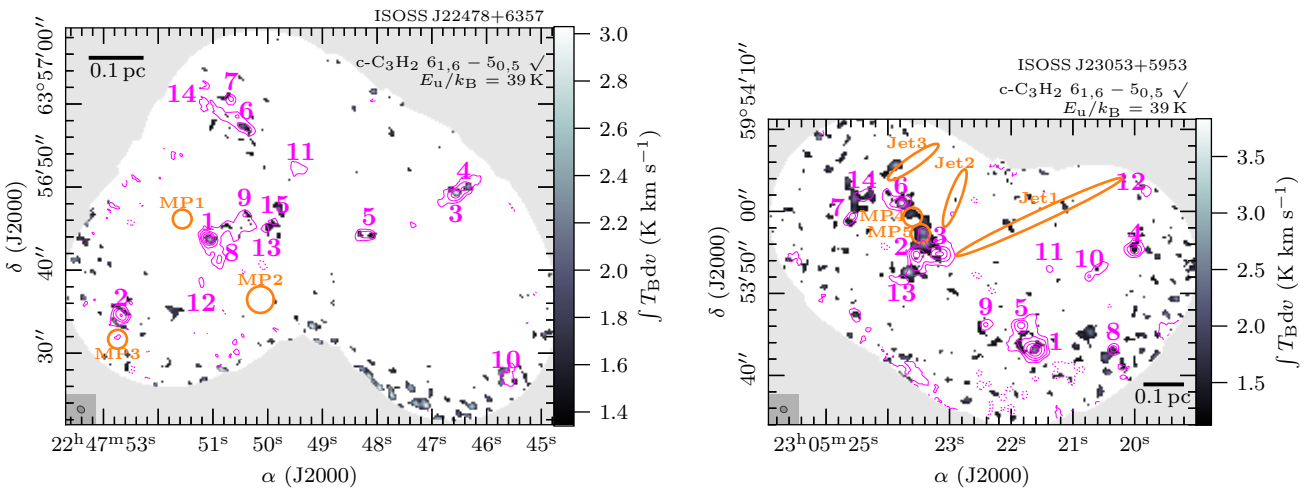 ISOSS J22478+6357
c-C₃H₂ 6₁,₆ − 5₀,₅ √
Eᵤ/k_B = 39 K
0.1 pc
7
14
6
11
4
3
9
15
MP1
1
5
8
13
MP2
12
2
MP3
10
63°57′00′′
56′50′′
40′′
30′′
δ (J2000)
22ʰ47ᵐ53ˢ
51ˢ
50ˢ
49ˢ
48ˢ
46ˢ
45ˢ
α (J2000)
3.0
2.8
2.6
2.4
2.2
2.0
1.8
1.6
1.4
∫ T_B dv (K km s⁻¹)
ISOSS J23053+5953
c-C₃H₂ 6₁,₆ − 5₀,₅ √
Eᵤ/k_B = 39 K
Jet3
Jet2
14
6
12
Jet1
7
MP4
MP5
2
3
4
11
10
13
9
5
1
8
0.1 pc
59°54′10′′
00′′
53′50′′
40′′
δ (J2000)
23ʰ05ᵐ25ˢ
23ˢ
22ˢ
21ˢ
20ˢ
α (J2000)
3.5
3.0
2.5
2.0
1.5
∫ T_B dv (K km s⁻¹)